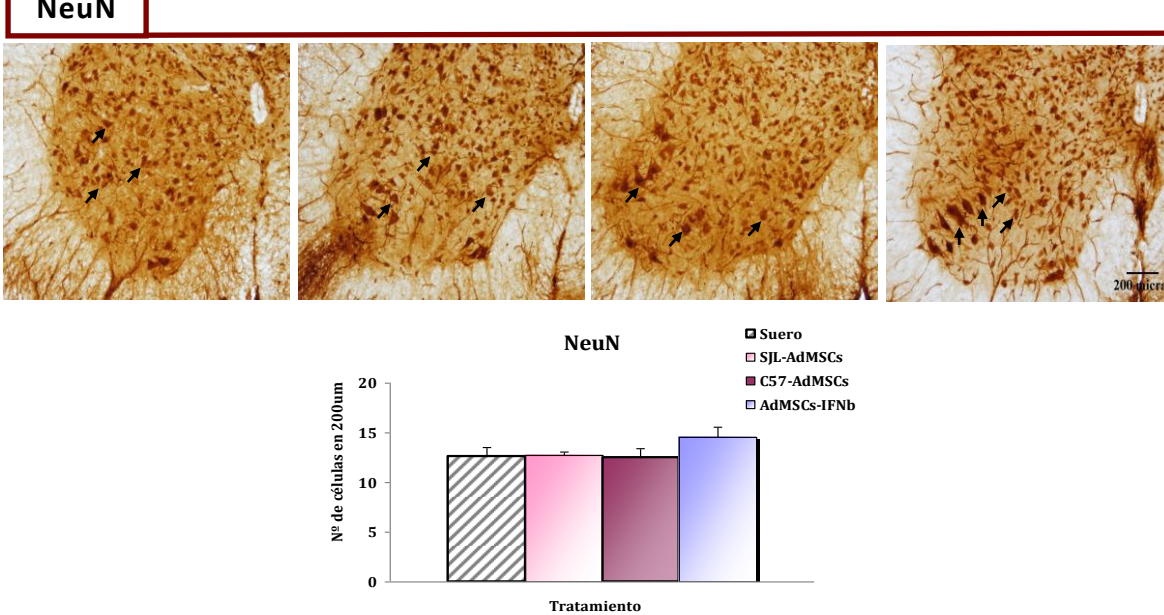 NeuN
200 micra
NeuN
Suero
SJL-AdMSCs
C57-AdMSCs
AdMSCs-IFNb
Nº de células en 200um
20
15
10
5
0
Tratamiento